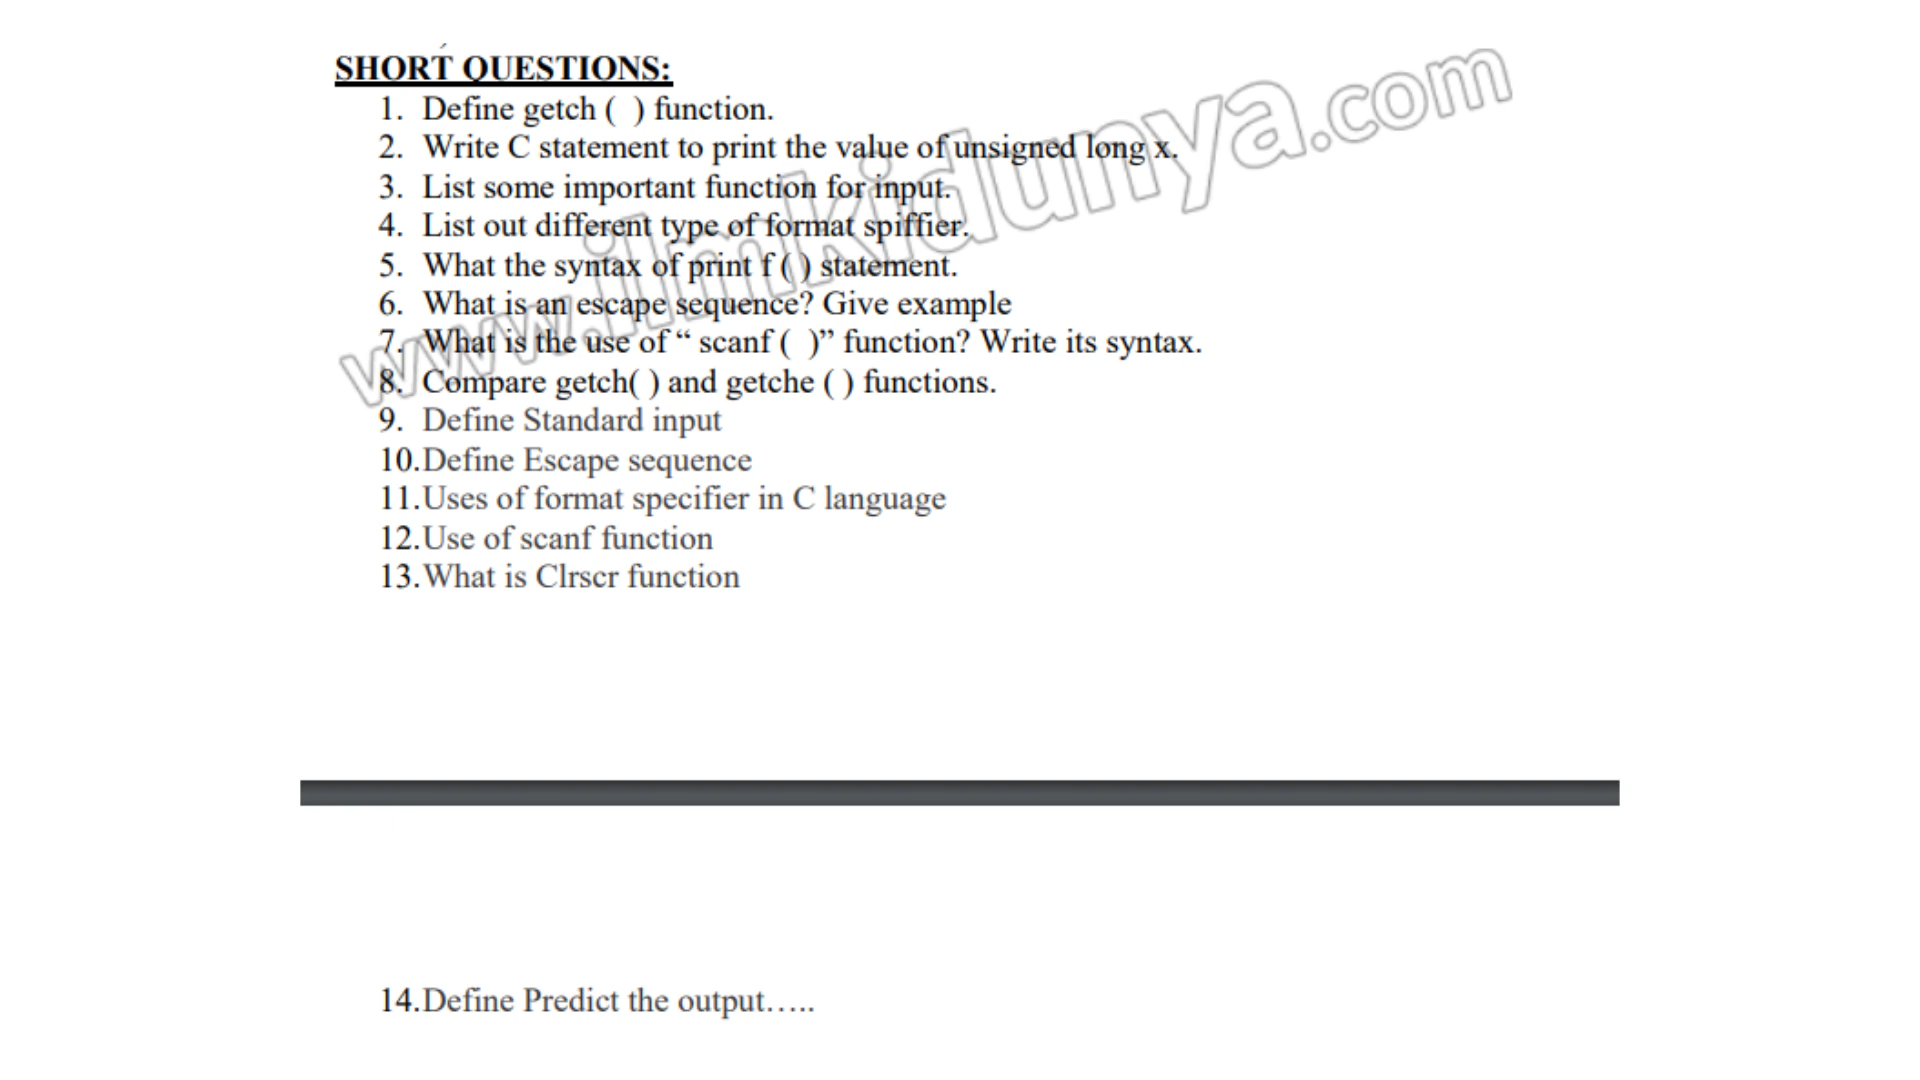 SHORT QUESTIONS:
1. Define getch (  ) function.
2. Write C statement to print the value of unsigned long x.
3. List some important function for input.
4. List out different type of format spiffier.
5. What the syntax of print f ( ) statement.
6. What is an escape sequence? Give example
7. What is the use of “ scanf (  )” function? Write its syntax.
8. Compare getch( ) and getche ( ) functions.
9. Define Standard input
10.Define Escape sequence
11.Uses of format specifier in C language
12.Use of scanf function
13.What is Clrscr function
14.Define Predict the output…..
www.ilmkidunya.com